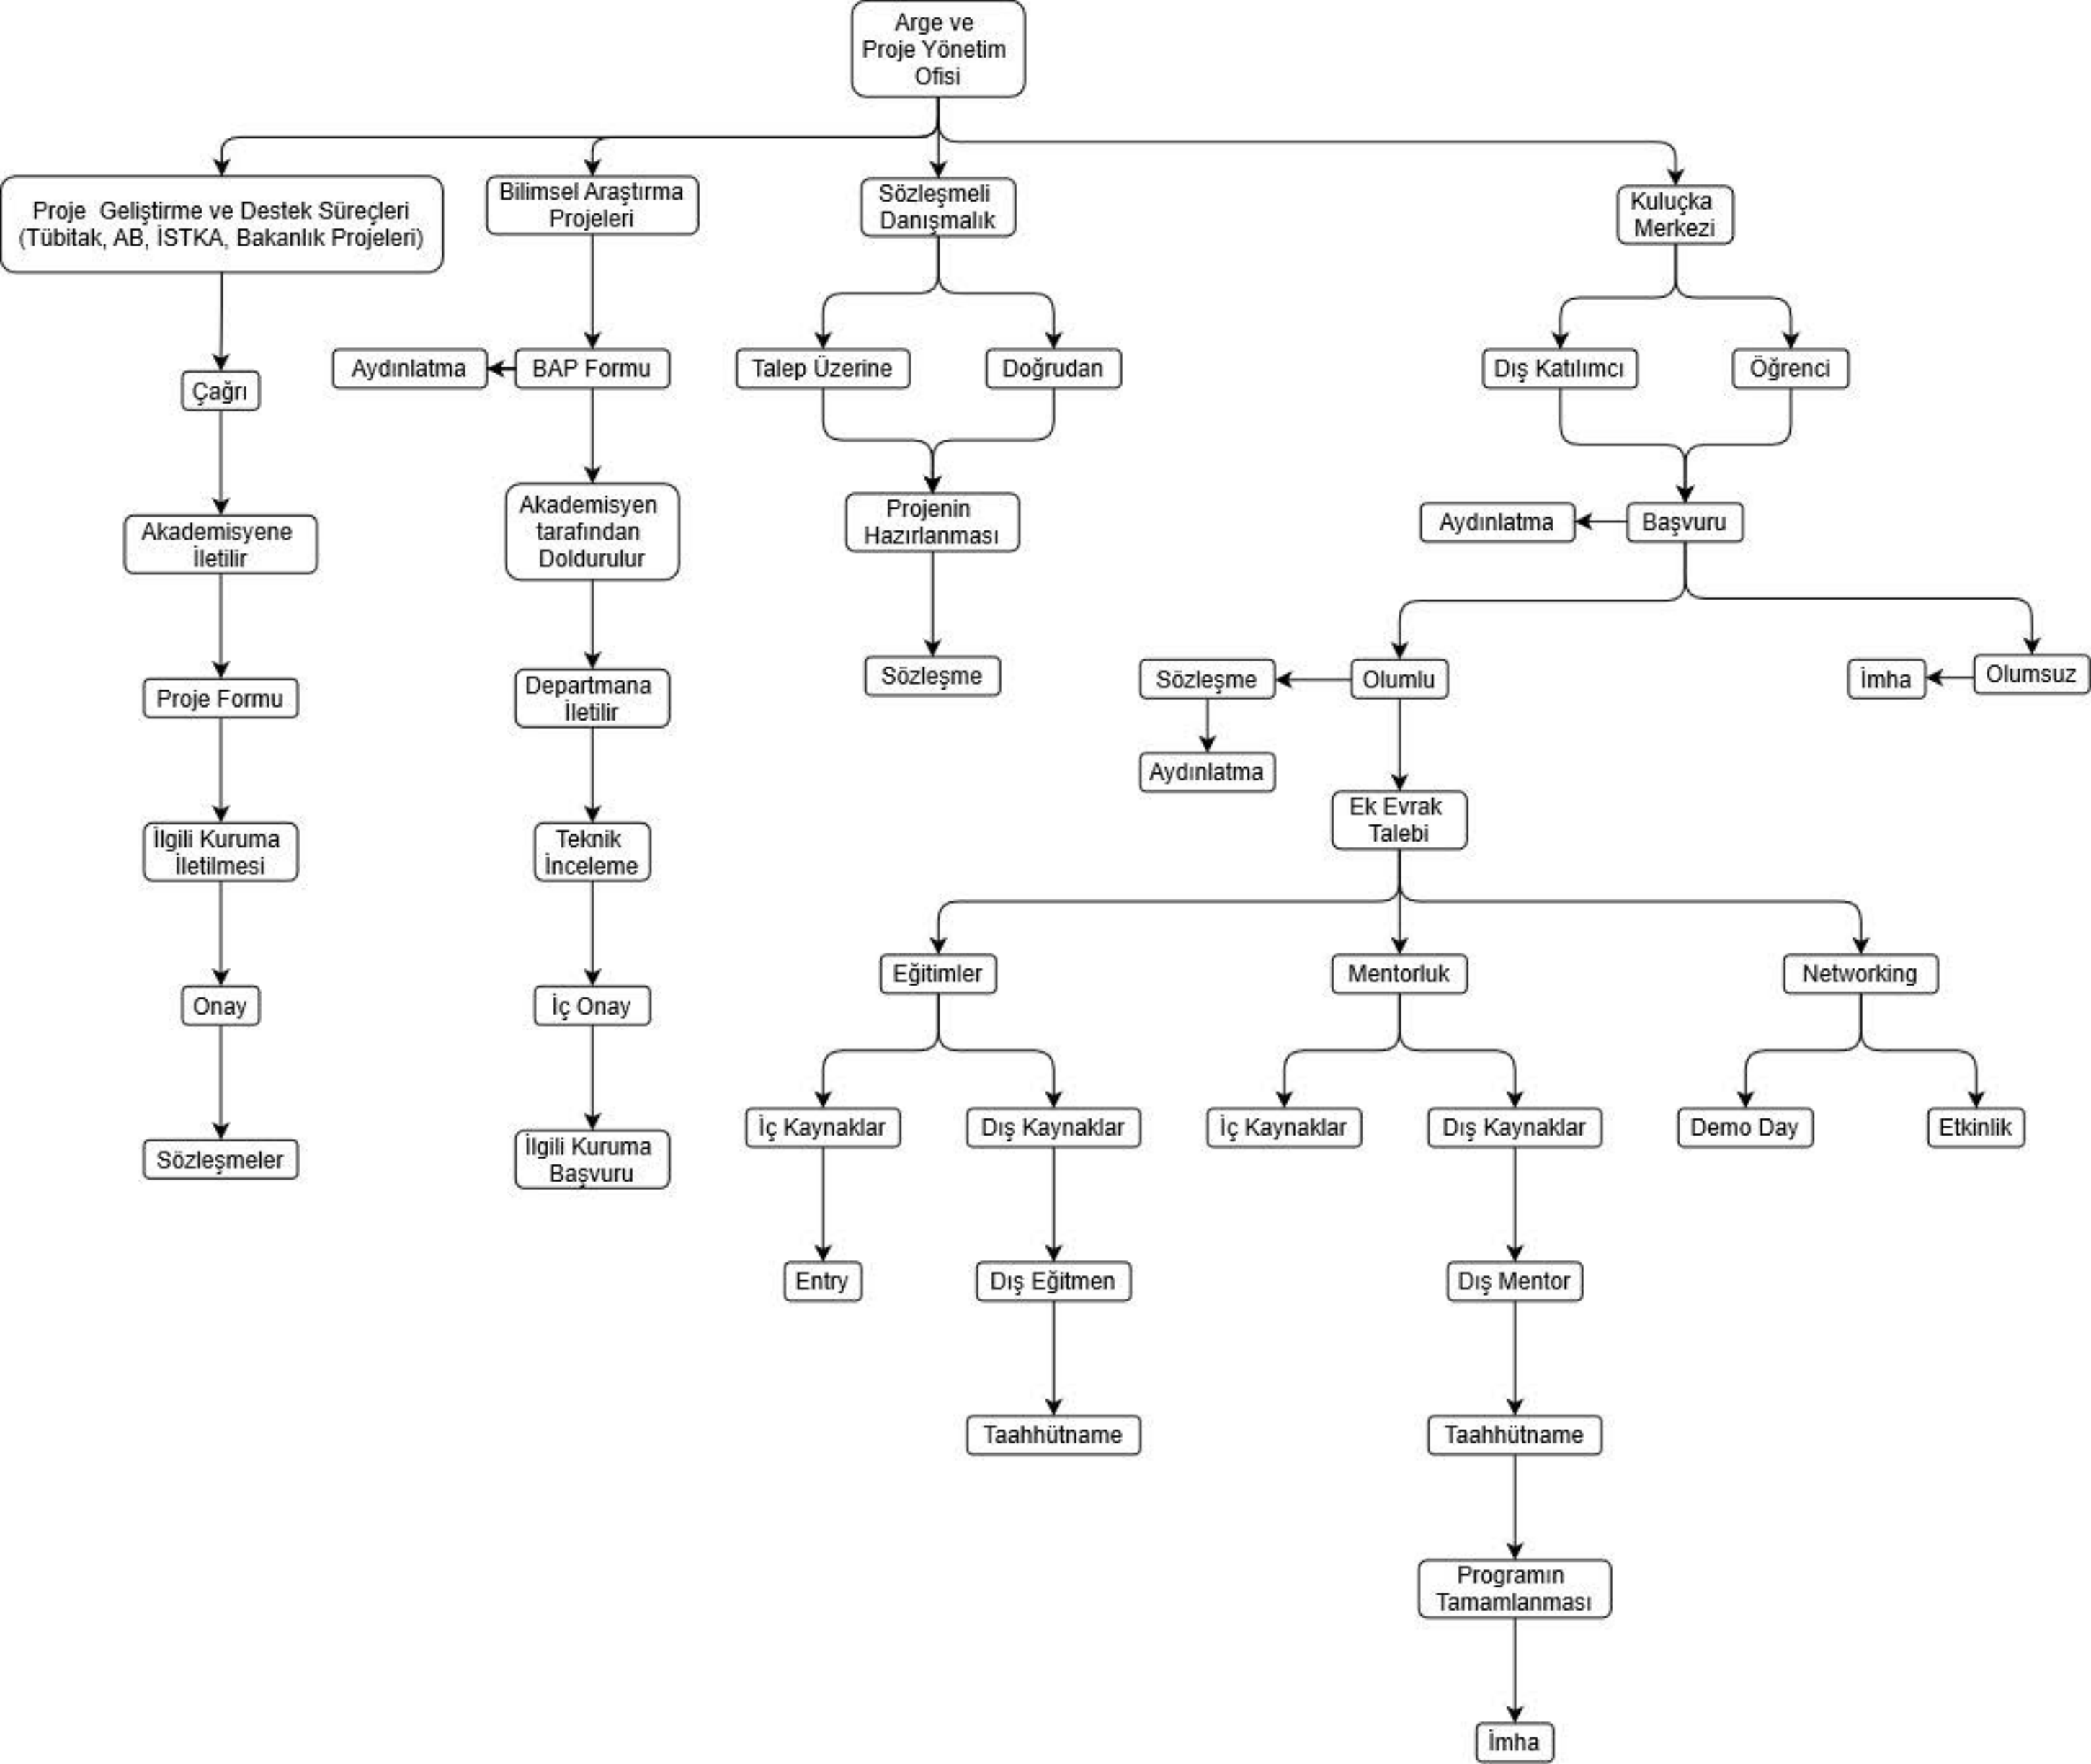 Arge ve
Proje Yönetim
Ofisi
Proje  Geliştirme ve Destek Süreçleri
(Tübitak, AB, İSTKA, Bakanlık Projeleri)
Bilimsel Araştırma
Projeleri
Sözleşmeli
Danışmalık
Kuluçka
Merkezi
Çağrı
Aydınlatma
BAP Formu
Talep Üzerine
Doğrudan
Dış Katılımcı
Öğrenci
Akademisyene
İletilir
Akademisyen
tarafından
Doldurulur
Projenin
Hazırlanması
Aydınlatma
Başvuru
Proje Formu
Departmana
İletilir
Sözleşme
Sözleşme
Olumlu
İmha
Olumsuz
Aydınlatma
İlgili Kuruma
İletilmesi
Teknik
İnceleme
Ek Evrak
Talebi
Onay
İç Onay
Eğitimler
Mentorluk
Networking
Sözleşmeler
İlgili Kuruma
Başvuru
İç Kaynaklar
Dış Kaynaklar
İç Kaynaklar
Dış Kaynaklar
Demo Day
Etkinlik
Entry
Dış Eğitmen
Dış Mentor
Taahhütname
Taahhütname
Programın
Tamamlanması
İmha